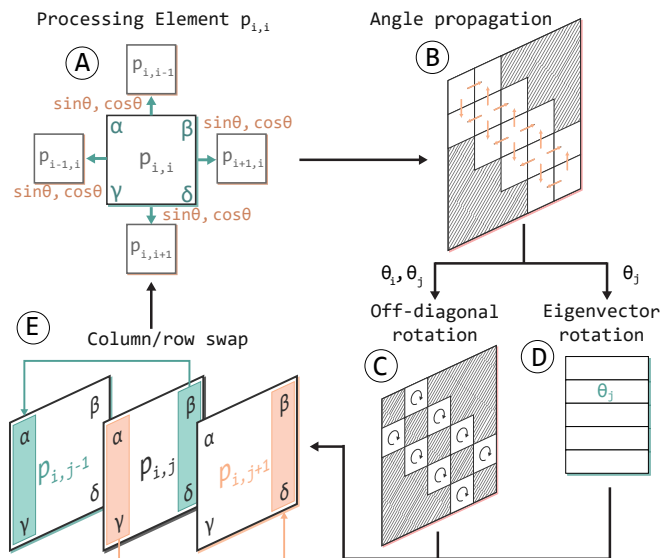 Processing Element p_{i,i}
Angle propagation
A
B
p_{i,i-1}
sinθ, cosθ
α
β
sinθ, cosθ
p_{i-1,i}
p_{i,i}
p_{i+1,i}
sinθ, cosθ
γ
δ
sinθ, cosθ
p_{i,i+1}
θ_i, θ_j
θ_j
E
Column/row swap
Off-diagonal
rotation
Eigenvector
rotation
C
D
θ_j
β
β
β
α
α
α
p_{i,j-1}
p_{i,j}
p_{i,j+1}
δ
δ
δ
γ
γ
γ